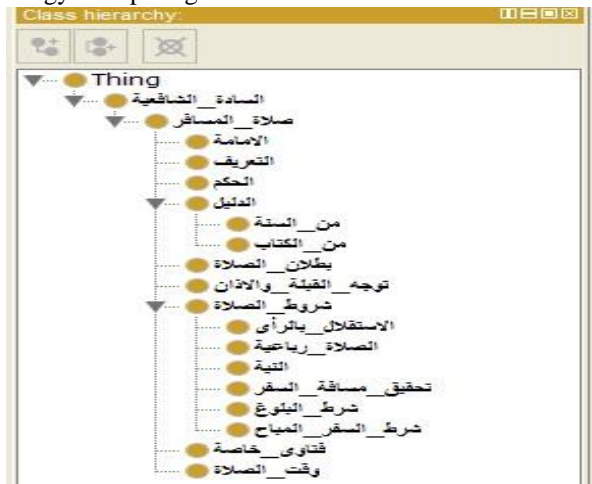 Class hierarchy:
Thing
السادة__الشافعية
صلاة__المسافر
الامامة
التعريف
الحكم
الدليل
من__السنة
من__الكتاب
بطلان__الصلاة
توجه__القبلة__والاذان
شروط__الصلاة
الاستقلال__بالرأى
الصلاة__رباعية
النية
تحقيق__مسافة__السفر
شرط__البلوغ
شرط__السفر__المباح
فتاوى__خاصة
وقت__الصلاة